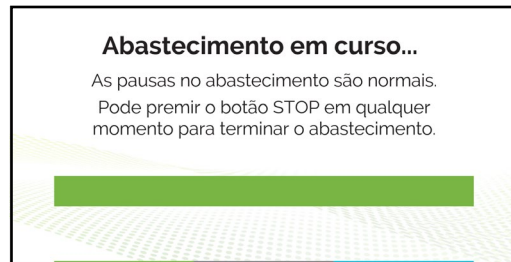 Abastecimento em curso...
As pausas no abastecimento são normais.
Pode premir o botão STOP em qualquer
momento para terminar o abastecimento.